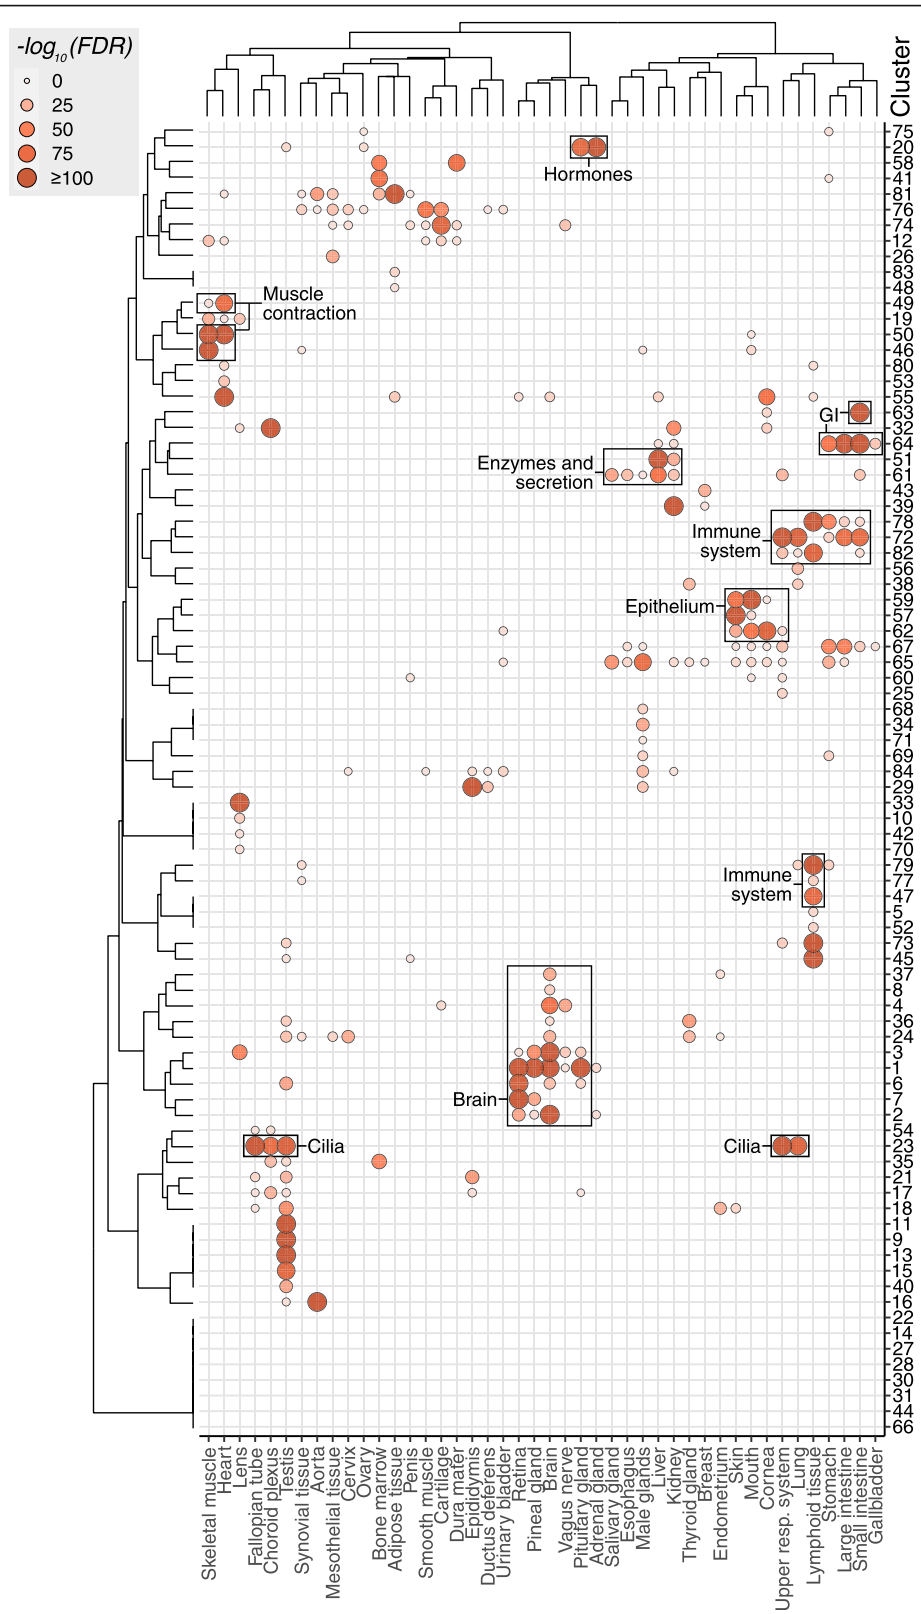 -log10(FDR)
0
25
50
75
≥100
Cluster
75
20
Hormones
58
41
81
76
74
12
26
83
48
Muscle
contraction
49
19
50
46
80
53
55
GI
63
32
64
Enzymes and
secretion
51
61
43
39
Immune
system
78
72
82
56
38
Epithelium
59
57
62
67
65
60
25
68
34
71
69
84
29
33
10
42
70
Immune
system
79
77
47
5
52
73
45
37
8
4
36
24
3
1
6
Brain
7
2
54
Cilia
Cilia
23
35
21
17
18
11
9
13
15
40
16
22
14
27
28
30
31
44
66
Skeletal muscle
Heart
Lens
Fallopian tube
Choroid plexus
Testis
Synovial tissue
Aorta
Mesothelial tissue
Cervix
Ovary
Bone marrow
Adipose tissue
Penis
Smooth muscle
Cartilage
Dura mater
Epididymis
Ductus deferens
Urinary bladder
Retina
Pineal gland
Brain
Vagus nerve
Pituitary gland
Adrenal gland
Salivary gland
Esophagus
Male glands
Liver
Kidney
Thyroid gland
Breast
Endometrium
Skin
Mouth
Cornea
Upper resp. system
Lung
Lymphoid tissue
Stomach
Large intestine
Small intestine
Gallbladder